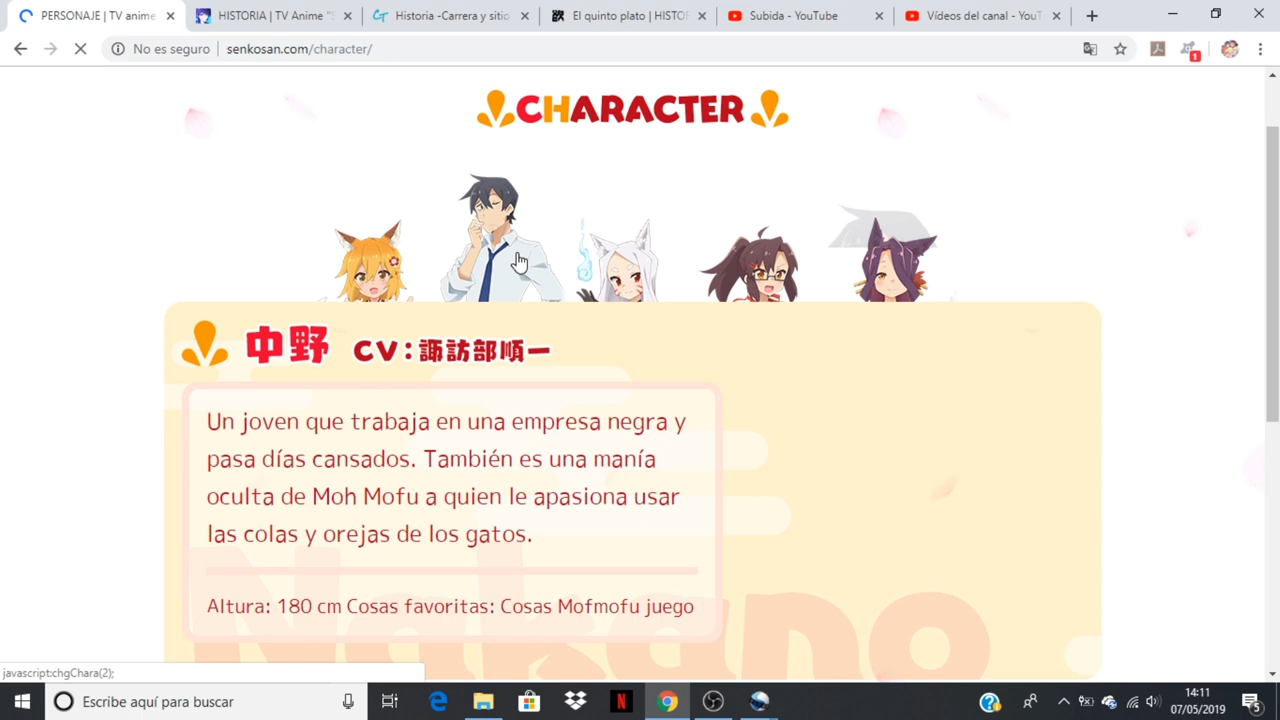 PERSONAJE | TV anime
HISTORIA | TV Anime "S
Historia -Carrera y sitio
El quinto plato | HISTOR
Subida - YouTube
Vídeos del canal - YouT
No es seguro
senkosan.com/character/
1
CHARACTER
中野 CV:諏訪部順一
Un joven que trabaja en una empresa negra y
pasa días cansados. También es una manía
oculta de Moh Mofu a quien le apasiona usar
las colas y orejas de los gatos.
Altura: 180 cm Cosas favoritas: Cosas Mofmofu juego
Nakano
javascript:chgChara(2);
Escribe aquí para buscar
14:11
07/05/2019
5